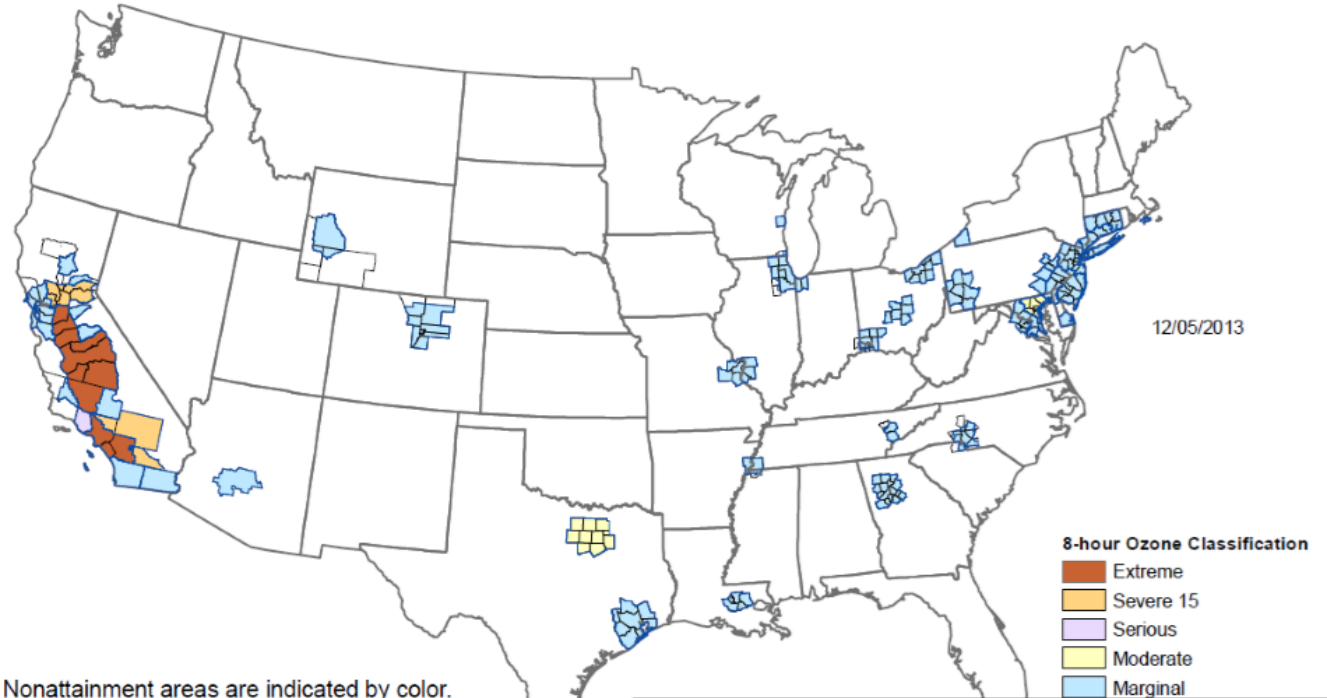 12/05/2013
8-hour Ozone Classification
Extreme
Severe 15
Serious
Moderate
Marginal
Nonattainment areas are indicated by color.